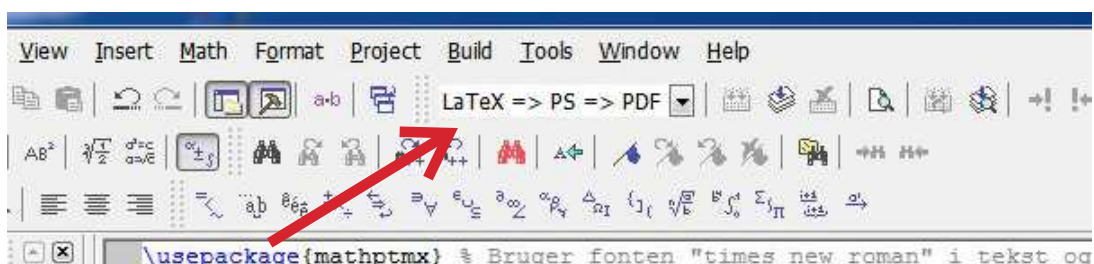 View Insert Math Format Project Build Tools Window Help
a-b LaTeX => PS => PDF
AB²
\usepackage{mathptmx} % Bruger fonten "times new roman" i tekst og